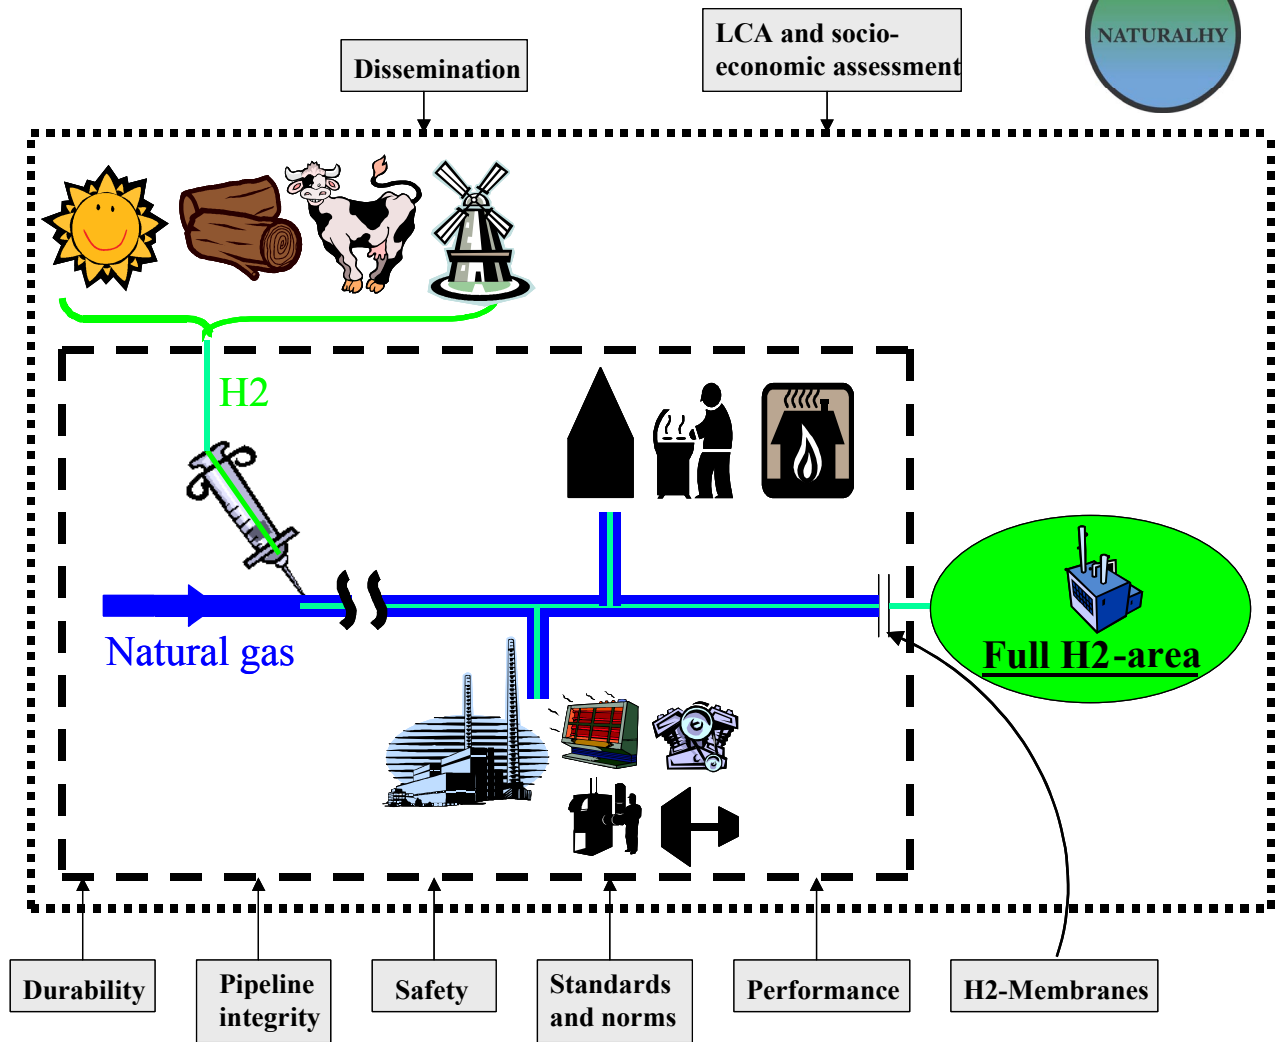 NATURALHY
LCA and socio-
economic assessment
Dissemination
H2
Natural gas
Full H2-area
Durability
Pipeline
integrity
Safety
Standards
and norms
Performance
H2-Membranes